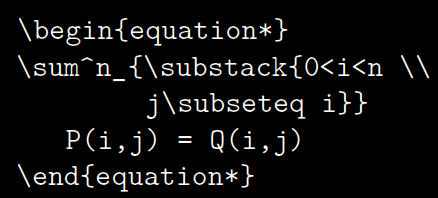 \begin{equation*}
\sum^n_{\substack{0<i<n \\
j\subseteq i}}
P(i,j) = Q(i,j)
\end{equation*}